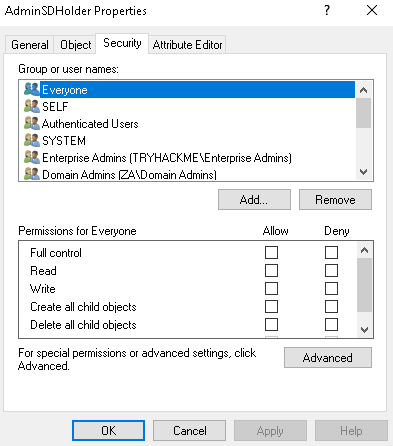 AdminSDHolder Properties
?
General
Object
Security
Attribute Editor
Group or user names:
Everyone
SELF
Authenticated Users
SYSTEM
Enterprise Admins (TRYHACKME\Enterprise Admins)
Domain Admins (ZA\Domain Admins)
Add...
Remove
Permissions for Everyone
Allow
Deny
Full control
Read
Write
Create all child objects
Delete all child objects
For special permissions or advanced settings, click
Advanced.
Advanced
OK
Cancel
Apply
Help